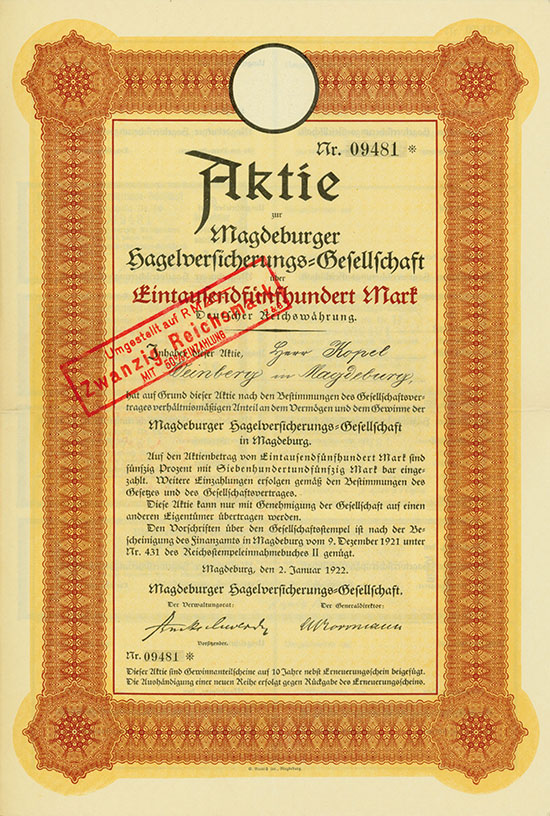 Nr. 09481 *
Aktie
zur
Magdeburger
Hagelversicherungs=Gesellschaft
über
Eintausendfünfhundert Mark
Deutscher Reichswährung.
Umgestellt auf R.M.
Zwanzig Reichsmark
MIT 50% EINZAHLUNG
Inhaber dieser Aktie, Herr Kopel
Weinberg in Magdeburg,
hat auf Grund dieser Aktie nach den Bestimmungen des Gesellschaftsver-
trages verhältnismäßigen Anteil an dem Vermögen und dem Gewinne der
Magdeburger Hagelversicherungs=Gesellschaft
in Magdeburg.
Auf den Aktienbetrag von Eintausendfünfhundert Mark sind
fünfzig Prozent mit Siebenhundertundfünfzig Mark bar einge-
zahlt. Weitere Einzahlungen erfolgen gemäß den Bestimmungen des
Gesetzes und des Gesellschaftsvertrages.
Diese Aktie kann nur mit Genehmigung der Gesellschaft auf einen
anderen Eigentümer übertragen werden.
Den Vorschriften über den Gesellschaftsstempel ist nach der Be-
scheinigung des Finanzamts in Magdeburg vom 9. Dezember 1921 unter
Nr. 431 des Reichsstempeleinnahmebuches II genügt.
Magdeburg, den 2. Januar 1922.
Magdeburger Hagelversicherungs=Gesellschaft.
Der Verwaltungsrat: Der Generaldirektor:
Vorsitzender.
Nr. 09481 *
Dieser Aktie sind Gewinnanteilscheine auf 10 Jahre nebst Erneuerungsschein beigefügt.
Die Aushändigung einer neuen Reihe erfolgt gegen Rückgabe des Erneuerungsscheins.